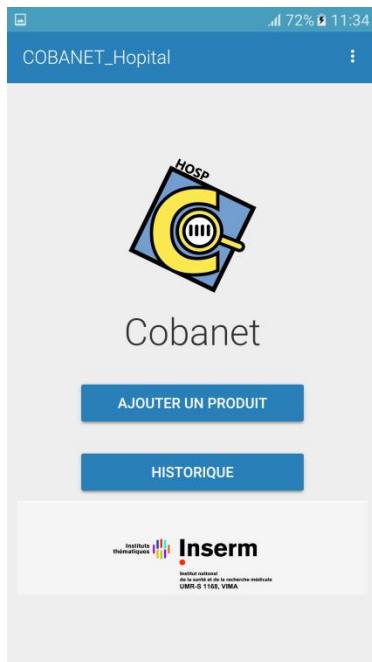 72% 11:34
COBANET_Hopital
HOSP
Cobanet
AJOUTER UN PRODUIT
HISTORIQUE
Instituts
thématiques
Inserm
Institut national
de la santé et de la recherche médicale
UMR-S 1168, VIMA